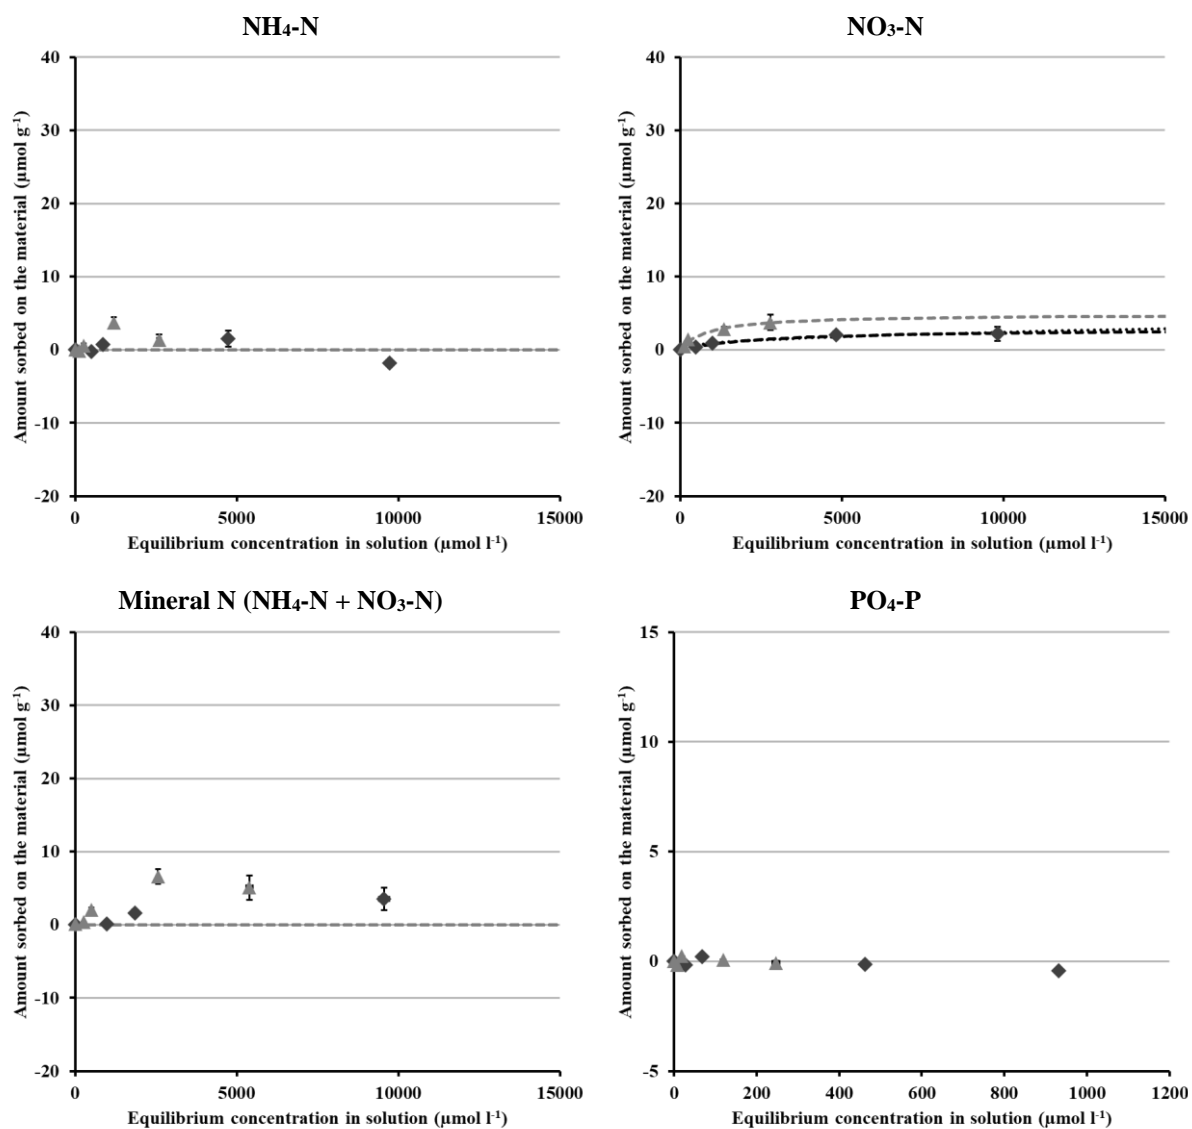 NH₄-N
40
30
20
10
0
-10
-20
0 5000 10000 15000
Amount sorbed on the material (µmol g⁻¹)
Equilibrium concentration in solution (µmol l⁻¹)
NO₃-N
40
30
20
10
0
-10
-20
0 5000 10000 15000
Amount sorbed on the material (µmol g⁻¹)
Equilibrium concentration in solution (µmol l⁻¹)
Mineral N (NH₄-N + NO₃-N)
40
30
20
10
0
-10
-20
0 5000 10000 15000
Amount sorbed on the material (µmol g⁻¹)
Equilibrium concentration in solution (µmol l⁻¹)
PO₄-P
15
10
5
0
-5
0 200 400 600 800 1000 1200
Amount sorbed on the material (µmol g⁻¹)
Equilibrium concentration in solution (µmol l⁻¹)